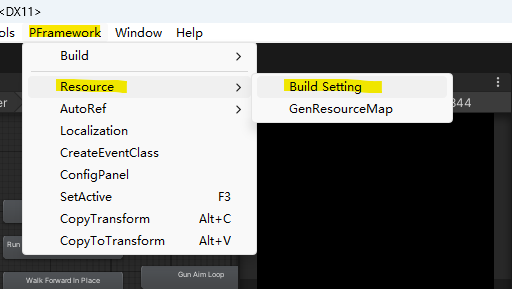 <DX11>
ols PFramework Window Help
Build
Resource
Build Setting
AutoRef
GenResourceMap
344
Localization
CreateEventClass
ConfigPanel
SetActive F3
CopyTransform Alt+C
CopyToTransform Alt+V
er
Run
Walk Forward In Place
Gun Aim Loop